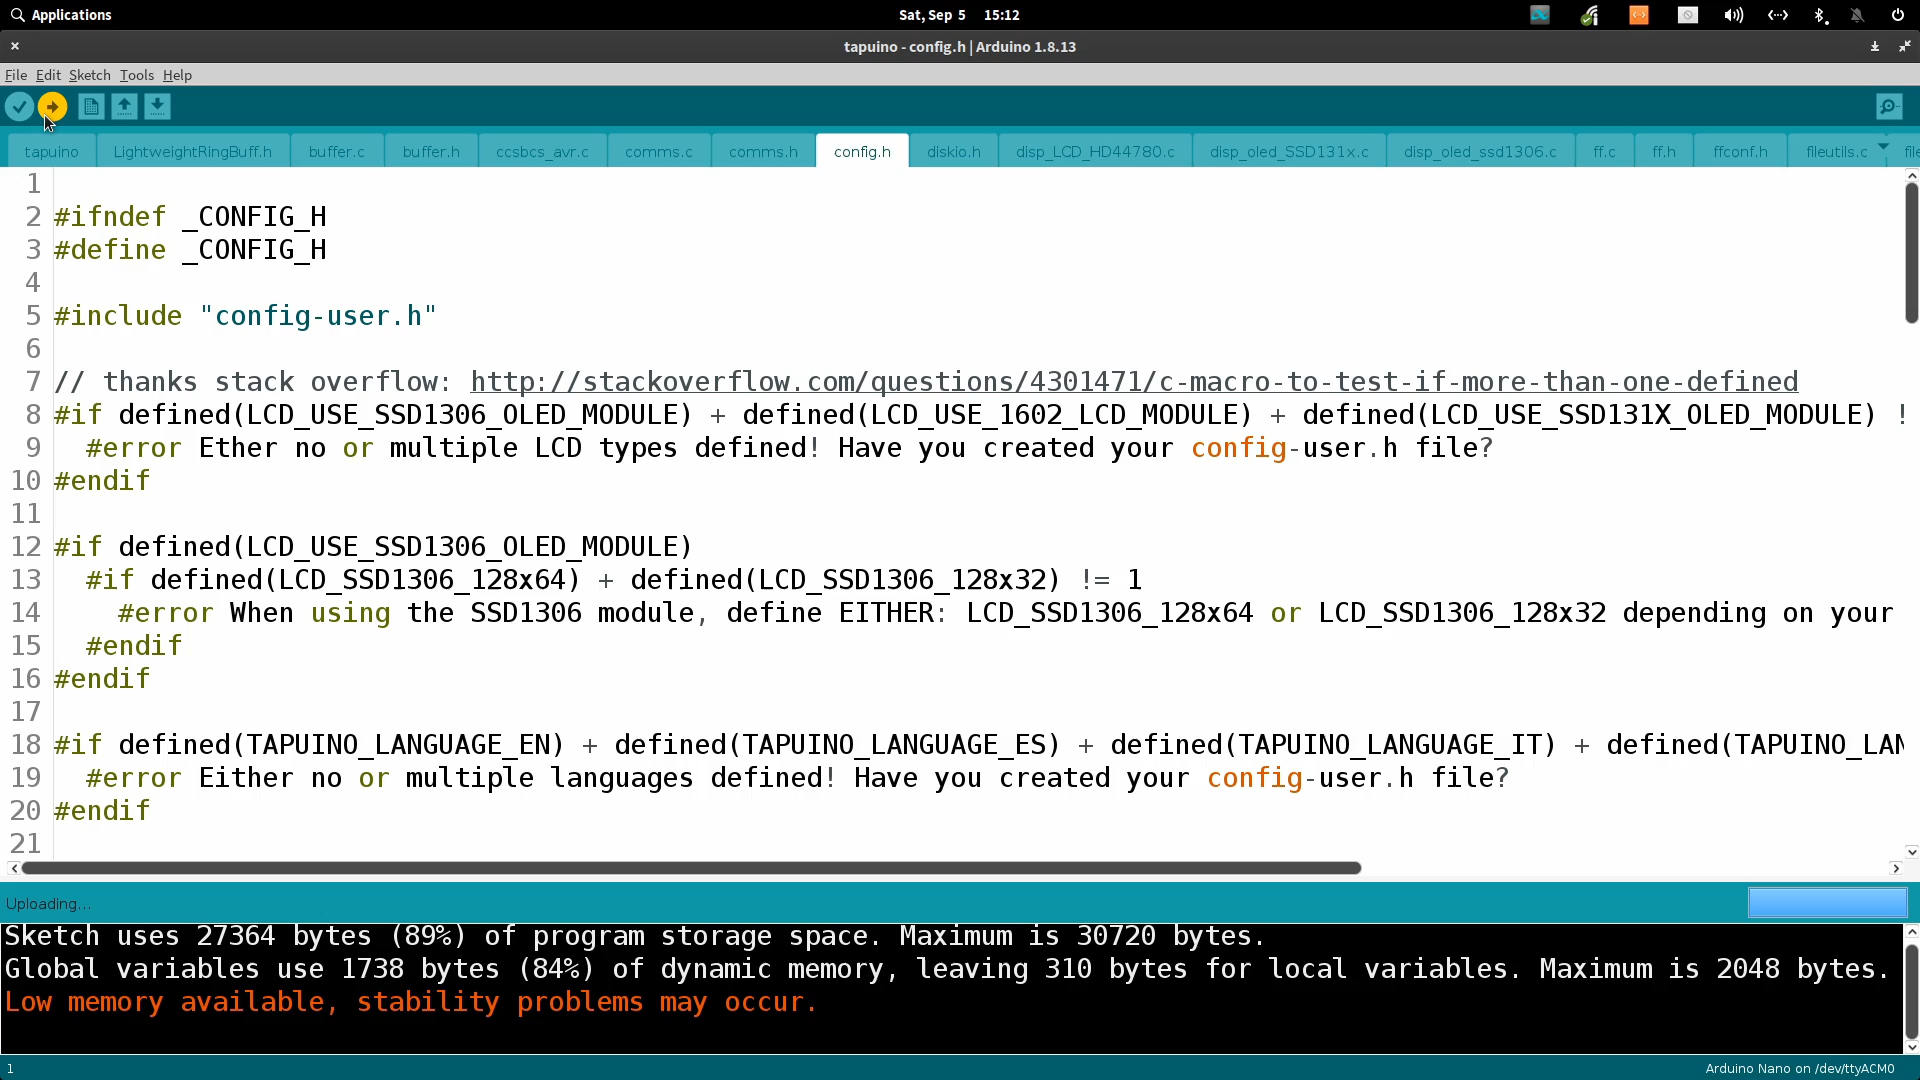 Applications
Sat, Sep 5 15:12
tapuino - config.h | Arduino 1.8.13
File Edit Sketch Tools Help
tapuino LightweightRingBuff.h buffer.c buffer.h ccsbcs_avr.c comms.c comms.h config.h diskio.h disp_LCD_HD44780.c disp_oled_SSD131x.c disp_oled_ssd1306.c ff.c ff.h ffconf.h fileutils.c file
1
2 #ifndef _CONFIG_H
3 #define _CONFIG_H
4
5 #include "config-user.h"
6
7 // thanks stack overflow: http://stackoverflow.com/questions/4301471/c-macro-to-test-if-more-than-one-defined
8 #if defined(LCD_USE_SSD1306_OLED_MODULE) + defined(LCD_USE_1602_LCD_MODULE) + defined(LCD_USE_SSD131X_OLED_MODULE) !
9 #error Ether no or multiple LCD types defined! Have you created your config-user.h file?
10 #endif
11
12 #if defined(LCD_USE_SSD1306_OLED_MODULE)
13 #if defined(LCD_SSD1306_128x64) + defined(LCD_SSD1306_128x32) != 1
14 #error When using the SSD1306 module, define EITHER: LCD_SSD1306_128x64 or LCD_SSD1306_128x32 depending on your
15 #endif
16 #endif
17
18 #if defined(TAPUINO_LANGUAGE_EN) + defined(TAPUINO_LANGUAGE_ES) + defined(TAPUINO_LANGUAGE_IT) + defined(TAPUINO_LAN
19 #error Either no or multiple languages defined! Have you created your config-user.h file?
20 #endif
21
Uploading...
Sketch uses 27364 bytes (89%) of program storage space. Maximum is 30720 bytes.
Global variables use 1738 bytes (84%) of dynamic memory, leaving 310 bytes for local variables. Maximum is 2048 bytes.
Low memory available, stability problems may occur.
1 Arduino Nano on /dev/ttyACM0